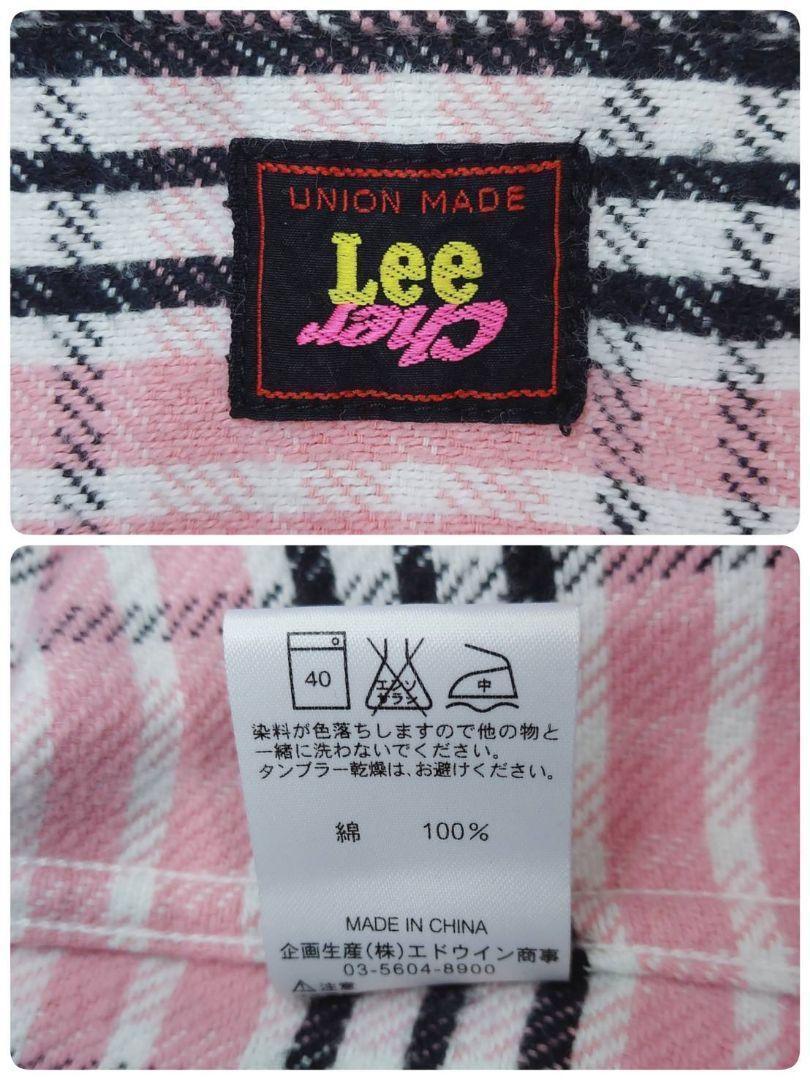 UNION MADE
Lee
Cher
40
エンソ
サラシ
中
染料が色落ちしますので他の物と
一緒に洗わないでください。
タンブラー乾燥は、お避けください。
綿 100%
MADE IN CHINA
企画生産(株)エドウイン商事
03-5604-8900
⚠注意